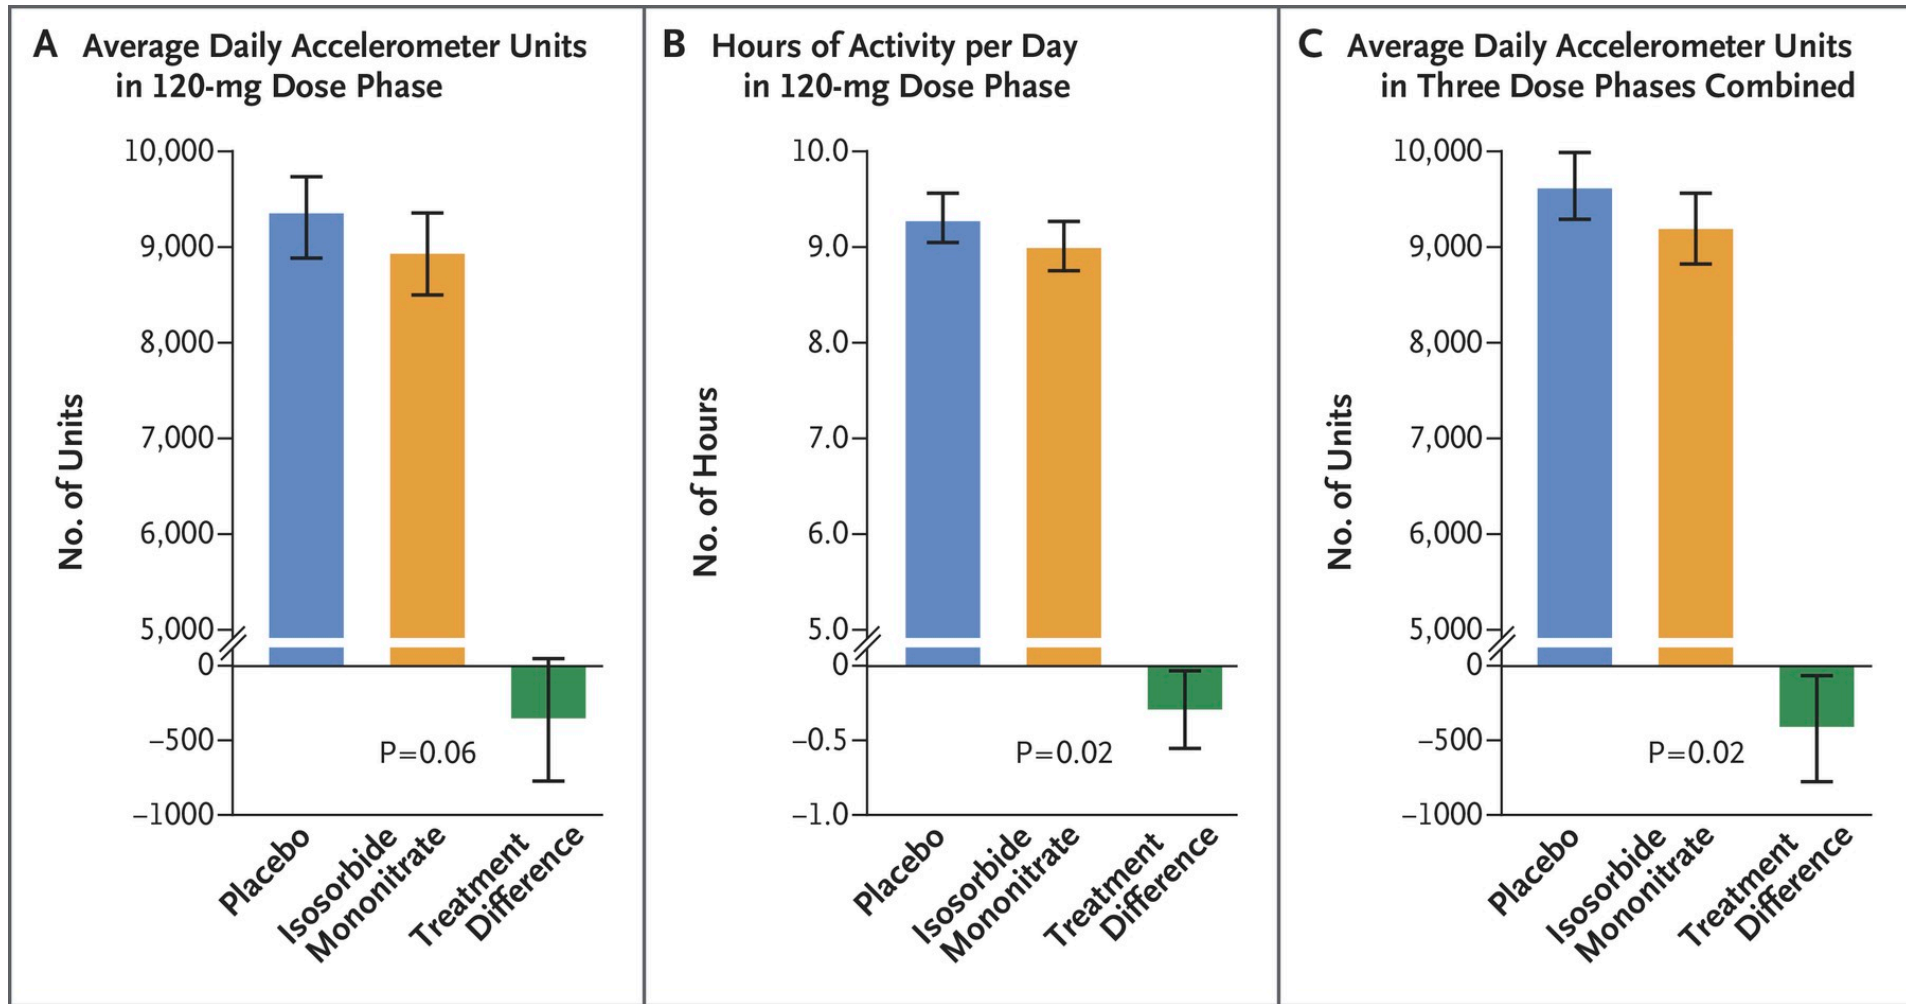 A Average Daily Accelerometer Units
in 120-mg Dose Phase
No. of Units
10,000
9,000
8,000
7,000
6,000
5,000
0
−500
−1000
P=0.06
Placebo
Isosorbide
Mononitrate
Treatment
Difference
B Hours of Activity per Day
in 120-mg Dose Phase
No. of Hours
10.0
9.0
8.0
7.0
6.0
5.0
0
−0.5
−1.0
P=0.02
Placebo
Isosorbide
Mononitrate
Treatment
Difference
C Average Daily Accelerometer Units
in Three Dose Phases Combined
No. of Units
10,000
9,000
8,000
7,000
6,000
5,000
0
−500
−1000
P=0.02
Placebo
Isosorbide
Mononitrate
Treatment
Difference